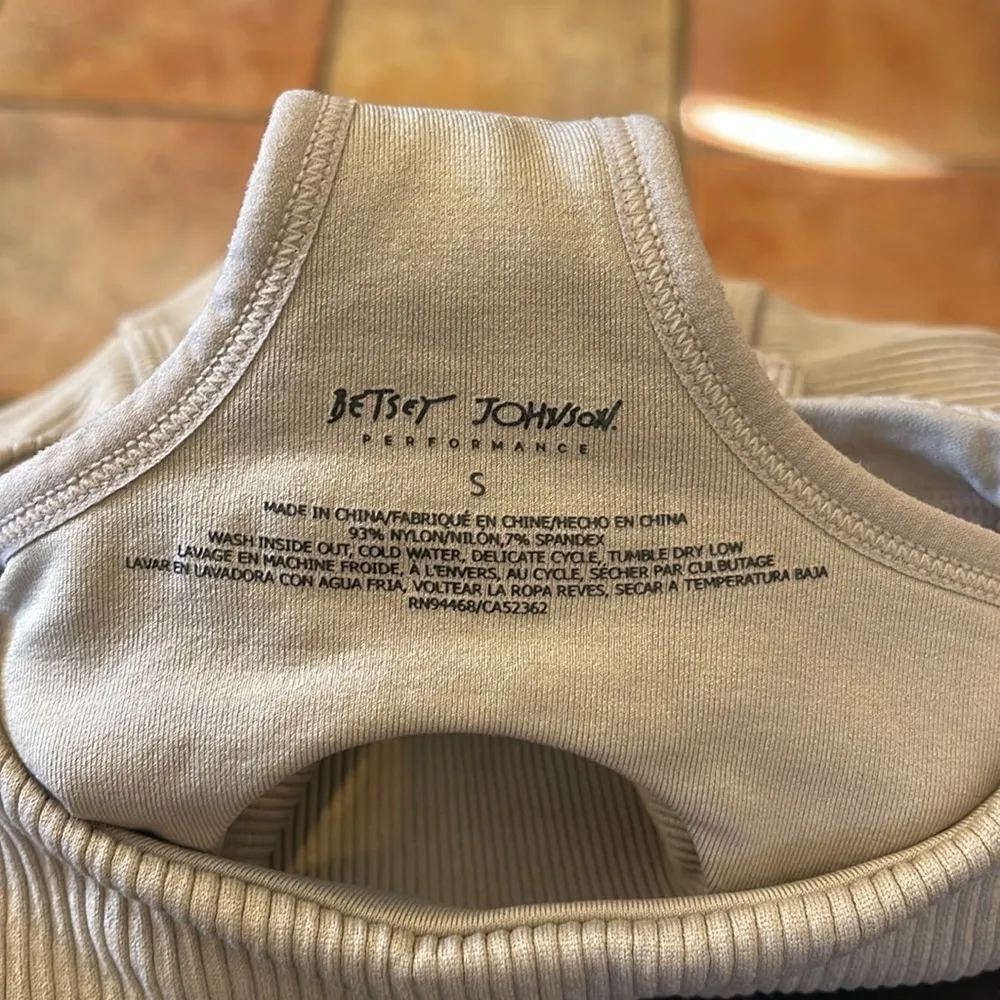 BETSEY JOHNSON.
PERFORMANCE
S
MADE IN CHINA/FABRIQUÉ EN CHINE/HECHO EN CHINA
93% NYLON/NILÓN,7% SPANDEX
WASH INSIDE OUT, COLD WATER, DELICATE CYCLE, TUMBLE DRY LOW
LAVAGE EN MACHINE FROIDE, À L'ENVERS, AU CYCLE, SÉCHER PAR CULBUTAGE
LAVAR EN LAVADORA CON AGUA FRIA, VOLTEAR LA ROPA REVES, SECAR A TEMPERATURA BAJA
RN94468/CA52362